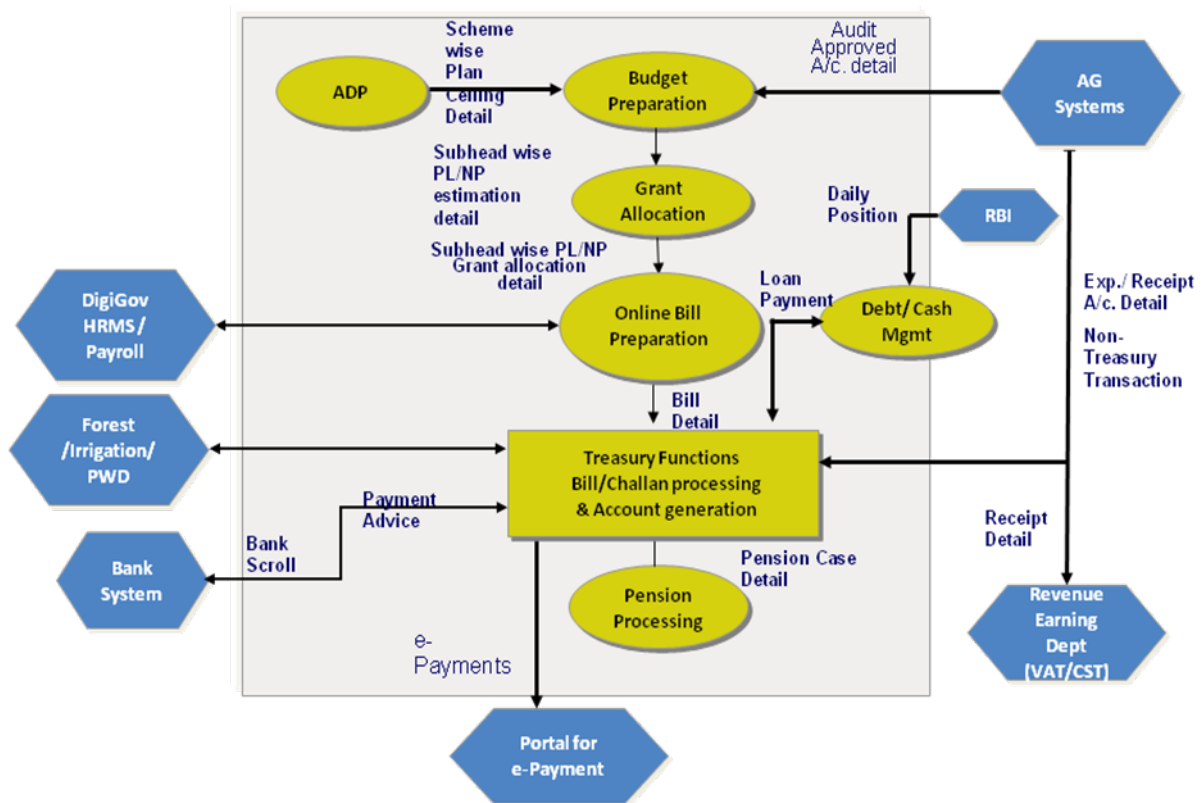 Scheme
wise
Plan
Ceiling
Detail
Audit
Approved
A/c. detail
ADP
Budget
Preparation
AG
Systems
Subhead wise
PL/NP
estimation
detail
Grant
Allocation
Daily
Position
RBI
Subhead wise PL/NP
Grant allocation
detail
DigiGov
HRMS/
Payroll
Online Bill
Preparation
Loan
Payment
Debt/ Cash
Mgmt
Exp./ Receipt
A/c. Detail
Non-
Treasury
Transaction
Bill
Detail
Forest
/Irrigation/
PWD
Treasury Functions
Bill/Challan processing
& Account generation
Payment
Advice
Receipt
Detail
Bank
Scroll
Bank
System
Pension Case
Detail
Pension
Processing
Revenue
Earning
Dept
(VAT/CST)
e-
Payments
Portal for
e-Payment